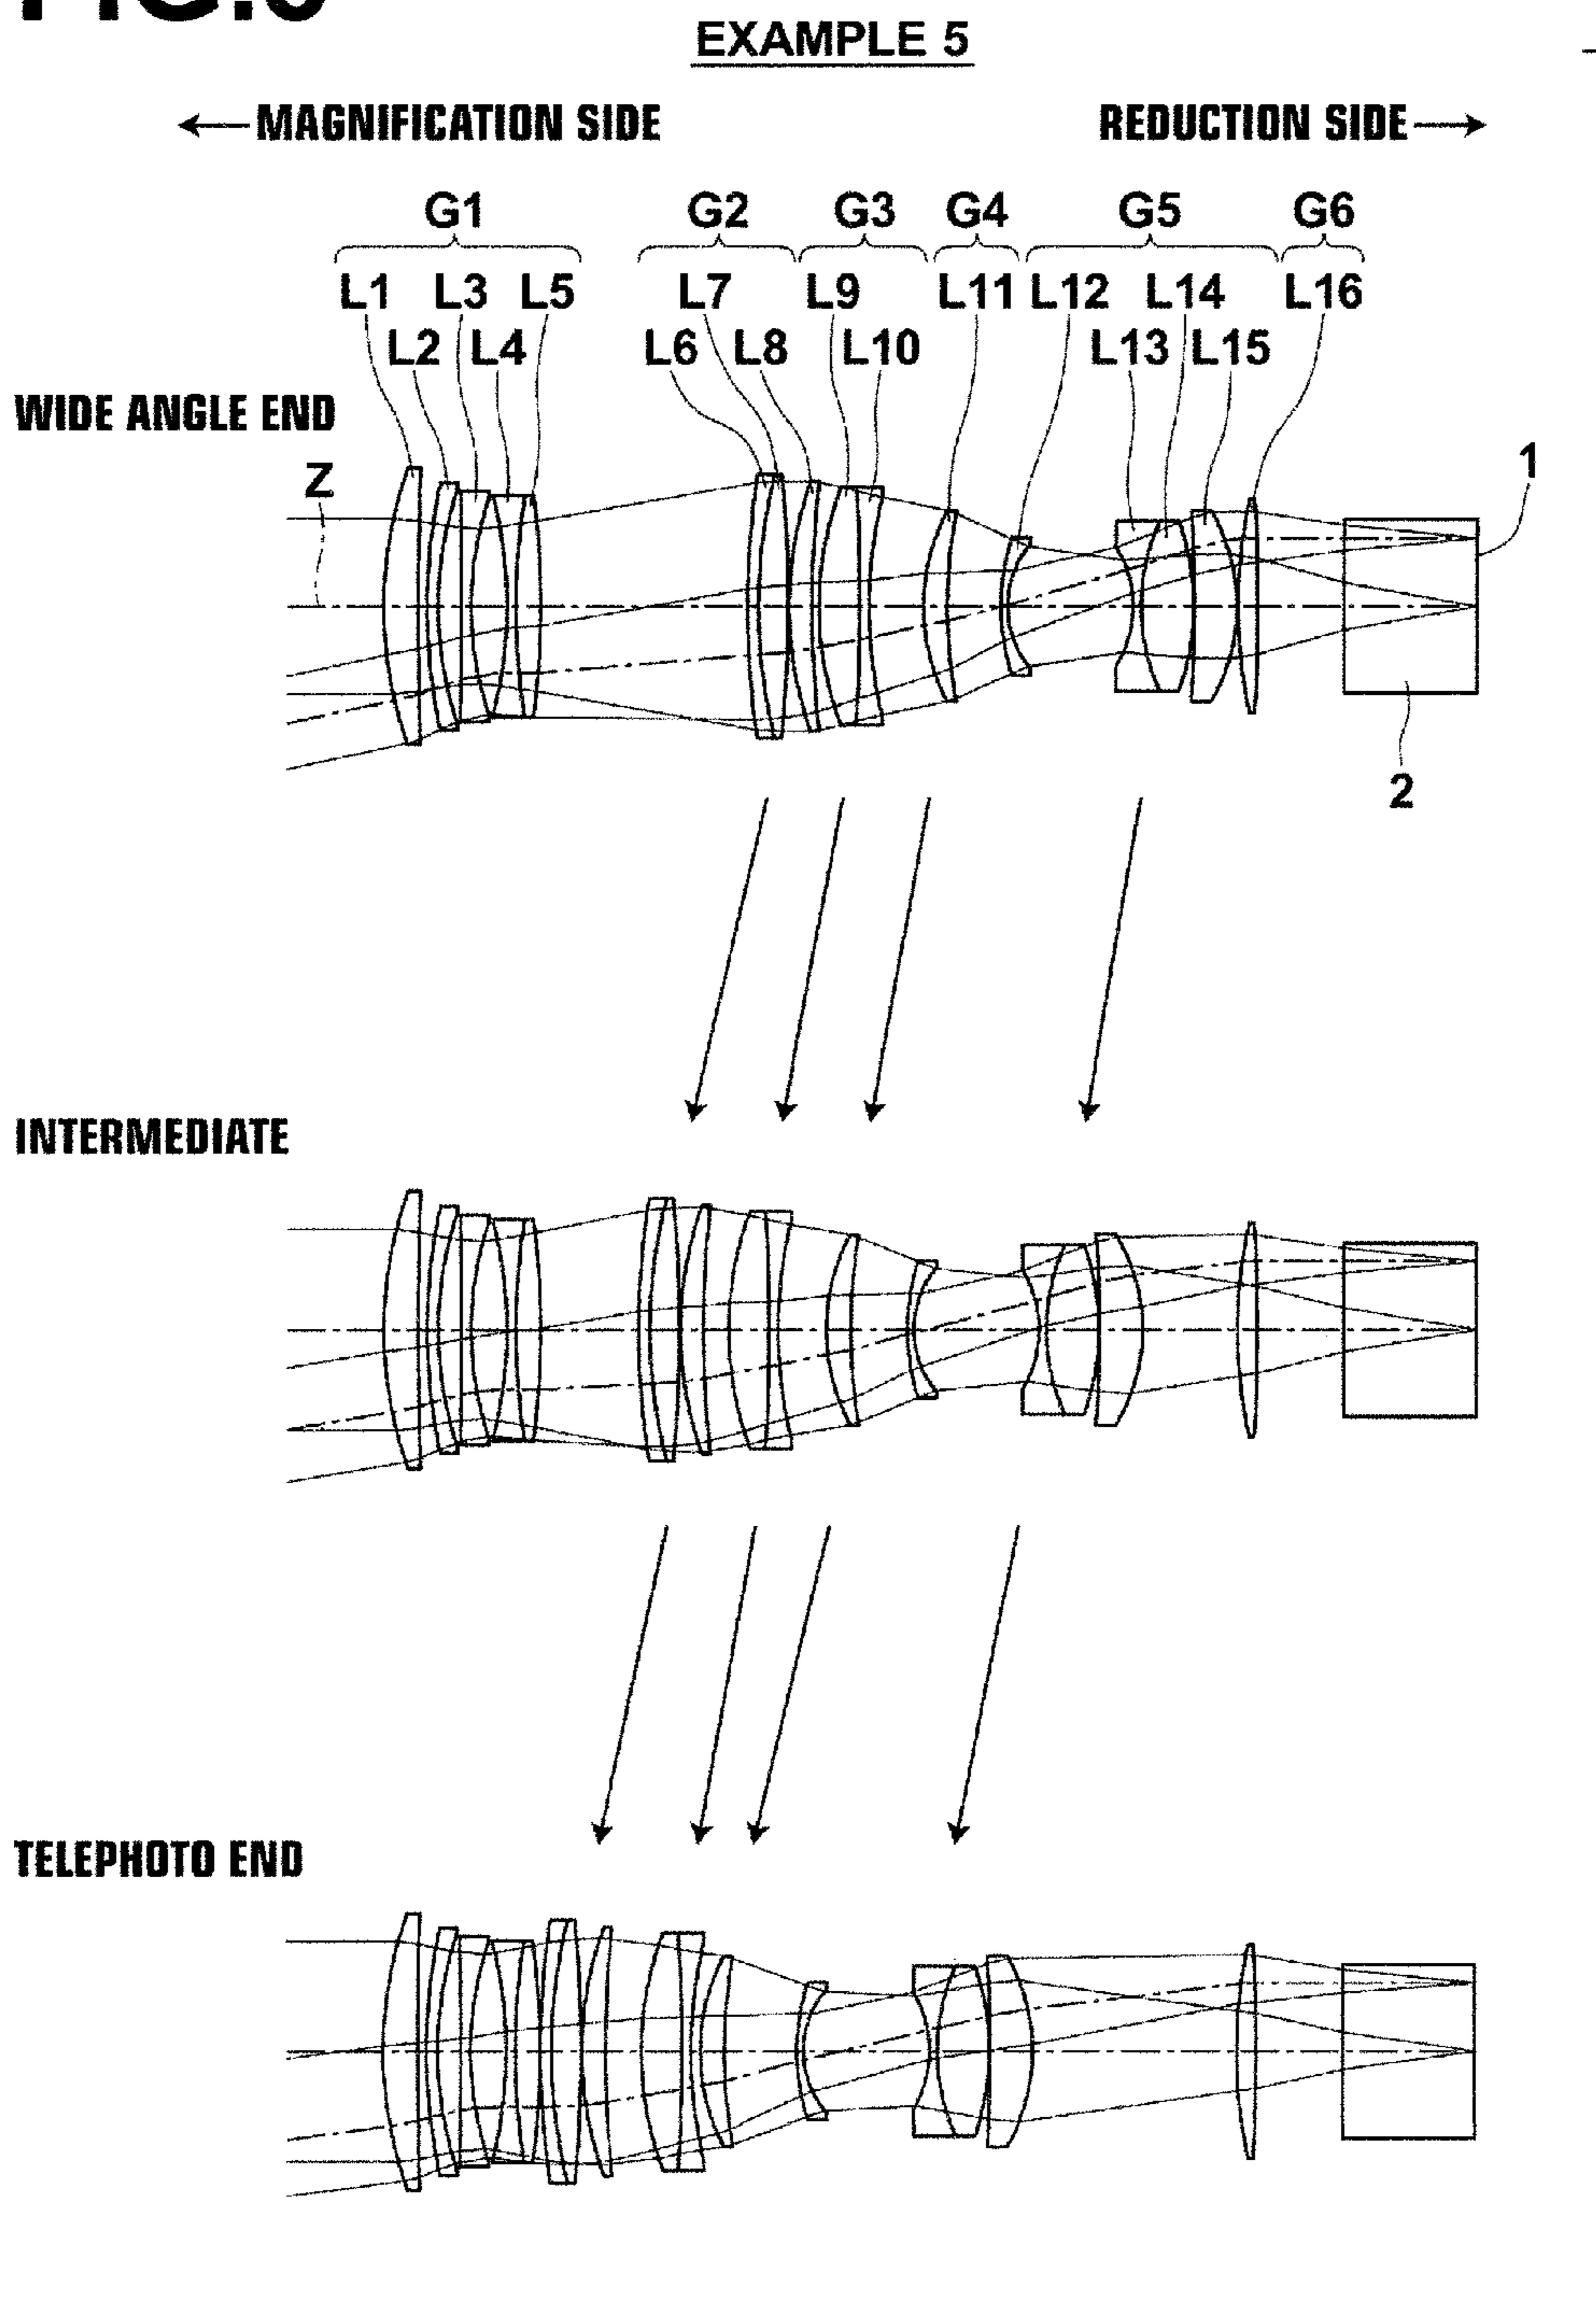 EXAMPLE 5
MAGNIFICATION SIDE REDUCTION SIDE
G1 G2 G3 G4 G5 G6
L1 L3 L5 L7 L9 L11 L12 L14 L16
L2 L4 L6 L8 L10 L13 L15
WIDE ANGLE END
Z
1
2
INTERMEDIATE
TELEPHOTO END